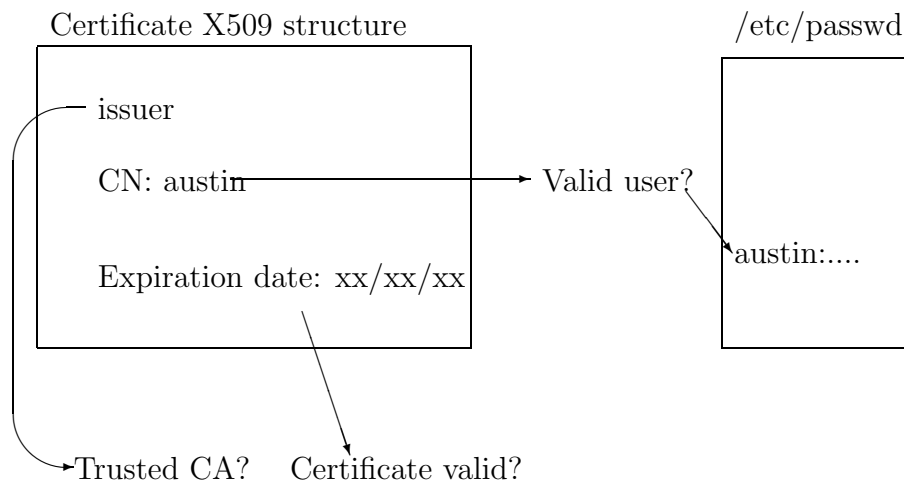 Certificate X509 structure
/etc/passwd
issuer
CN: austin
Valid user?
austin:....
Expiration date: xx/xx/xx
Trusted CA?
Certificate valid?